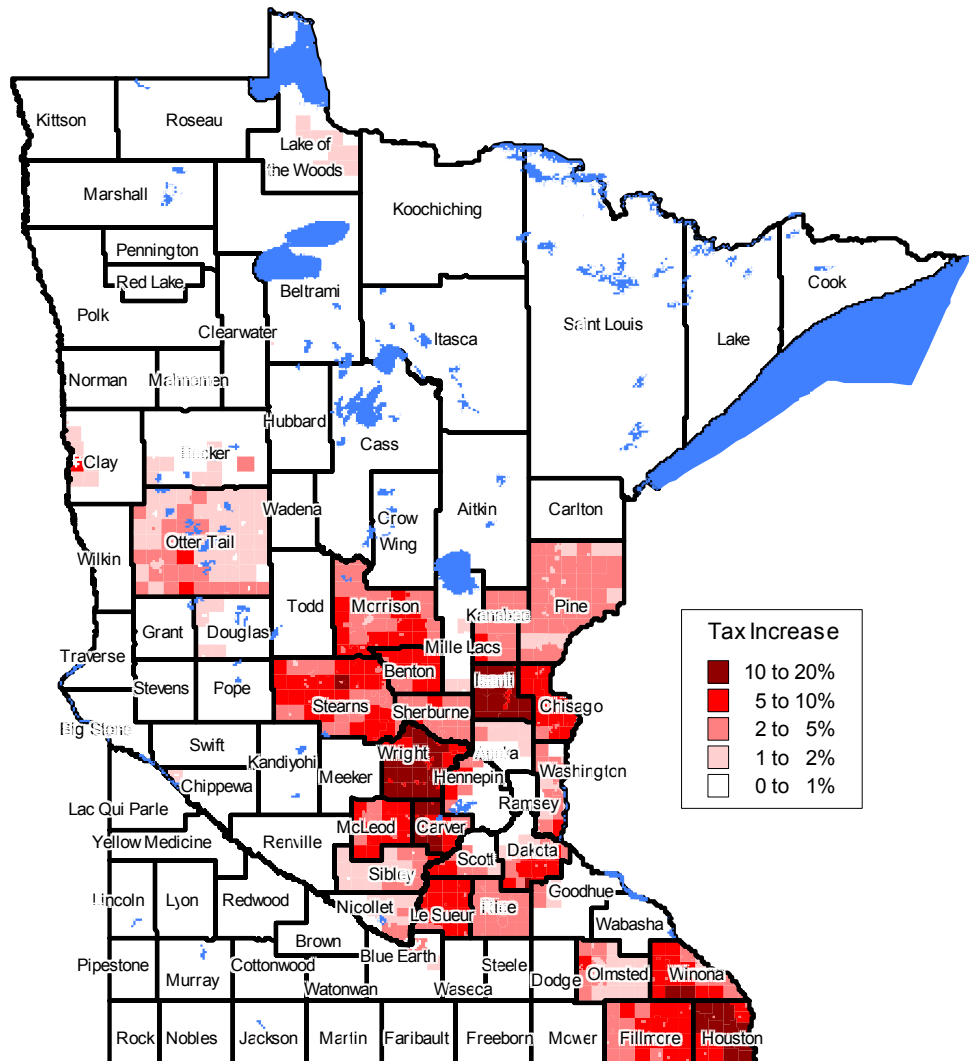 Kittson
Roseau
Lake of
the Woods
Marshall
Koochiching
Pennington
Red Lake
Beltrami
Cook
Polk
Clearwater
Itasca
Saint Louis
Lake
Norman
Mahnomen
Hubbard
Cass
Clay
Becker
Wadena
Crow
Wing
Aitkin
Carlton
Otter Tail
Wilkin
Todd
Morrison
Kanabec
Pine
Grant
Douglas
Mille Lacs
Traverse
Benton
Isanti
Stevens
Pope
Stearns
Sherburne
Chisago
Big Stone
Swift
Kandiyohi
Meeker
Wright
Anoka
Washington
Hennepin
Chippewa
Ramsey
Lac Qui Parle
McLeod
Carver
Yellow Medicine
Renville
Scott
Dakota
Sibley
Goodhue
Lincoln
Lyon
Redwood
Nicollet
Le Sueur
Rice
Wabasha
Brown
Blue Earth
Pipestone
Murray
Cottonwood
Watonwan
Waseca
Steele
Dodge
Olmsted
Winona
Rock
Nobles
Jackson
Martin
Faribault
Freeborn
Mower
Fillmore
Houston
Tax Increase
10 to 20%
5 to 10%
2 to 5%
1 to 2%
0 to 1%